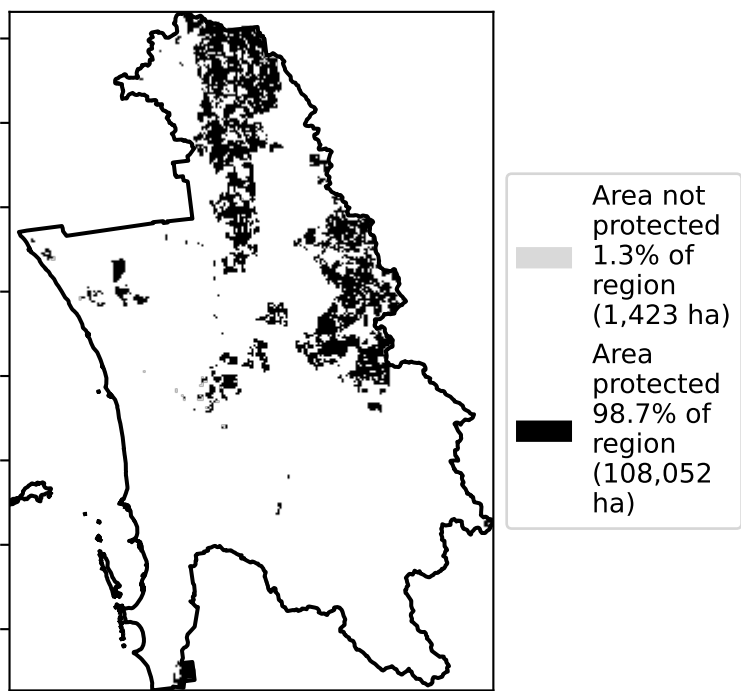 Area not
protected
1.3% of
region
(1,423 ha)
Area
protected
98.7% of
region
(108,052
ha)